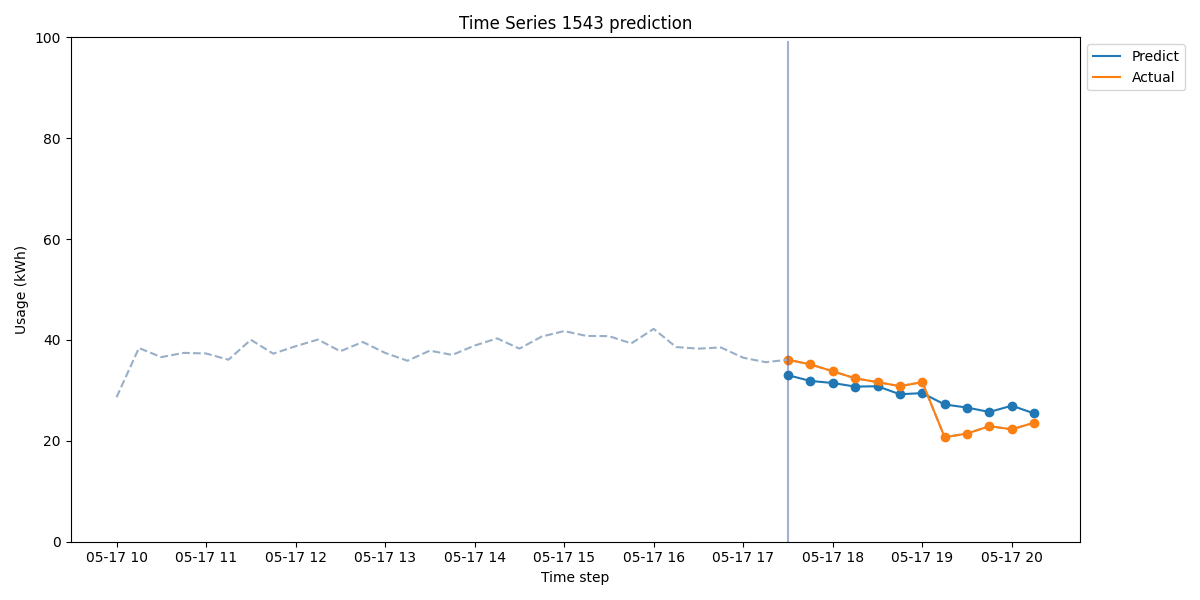 Time Series 1543 prediction
Predict
Actual
Usage (kWh)
100
80
60
40
20
0
05-17 10 05-17 11 05-17 12 05-17 13 05-17 14 05-17 15 05-17 16 05-17 17 05-17 18 05-17 19 05-17 20
Time step